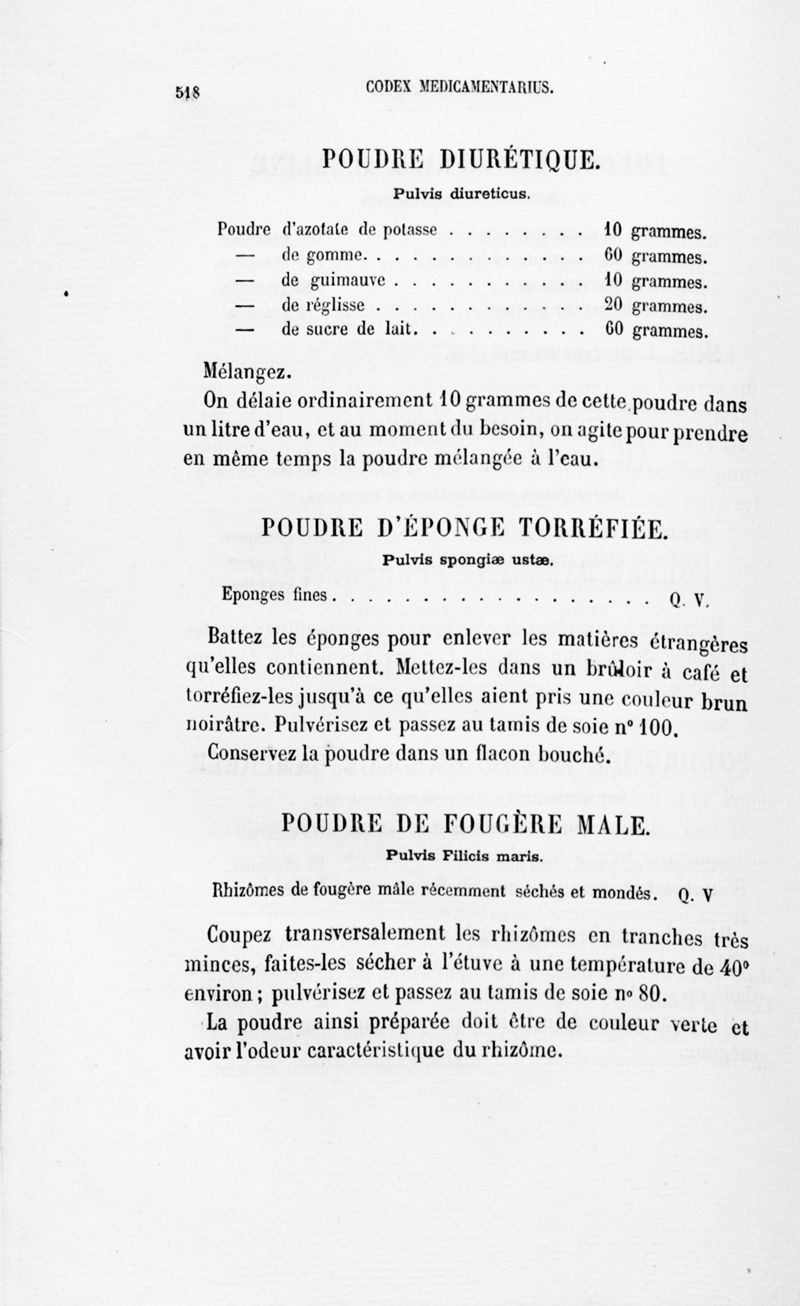 518
CODEX MEDICAMENTARIUS.
POUDRE DIURÉTIQUE.
Pulvis diureticus.
Poudre d'azotate de potasse . . . . . . . . 10 grammes.
— de gomme. . . . . . . . . . . . . 60 grammes.
— de guimauve . . . . . . . . . . . 10 grammes.
— de réglisse . . . . . . . . . . . . 20 grammes.
— de sucre de lait. . . . . . . . . . 60 grammes.
Mélangez.
On délaie ordinairement 10 grammes de cette poudre dans
un litre d'eau, et au moment du besoin, on agite pour prendre
en même temps la poudre mélangée à l'eau.
POUDRE D'ÉPONGE TORRÉFIÉE.
Pulvis spongiæ ustæ.
Eponges fines . . . . . . . . . . . . . . . . . . Q. V.
Battez les éponges pour enlever les matières étrangères
qu'elles contiennent. Mettez-les dans un brûloir à café et
torréfiez-les jusqu'à ce qu'elles aient pris une couleur brun
noirâtre. Pulvérisez et passez au tamis de soie n° 100.
Conservez la poudre dans un flacon bouché.
POUDRE DE FOUGÈRE MALE.
Pulvis Filicis maris.
Rhizômes de fougère mâle récemment séchés et mondés. Q. V
Coupez transversalement les rhizômes en tranches très
minces, faites-les sécher à l'étuve à une température de 40°
environ ; pulvérisez et passez au tamis de soie n° 80.
La poudre ainsi préparée doit être de couleur verte et
avoir l'odeur caractéristique du rhizôme.